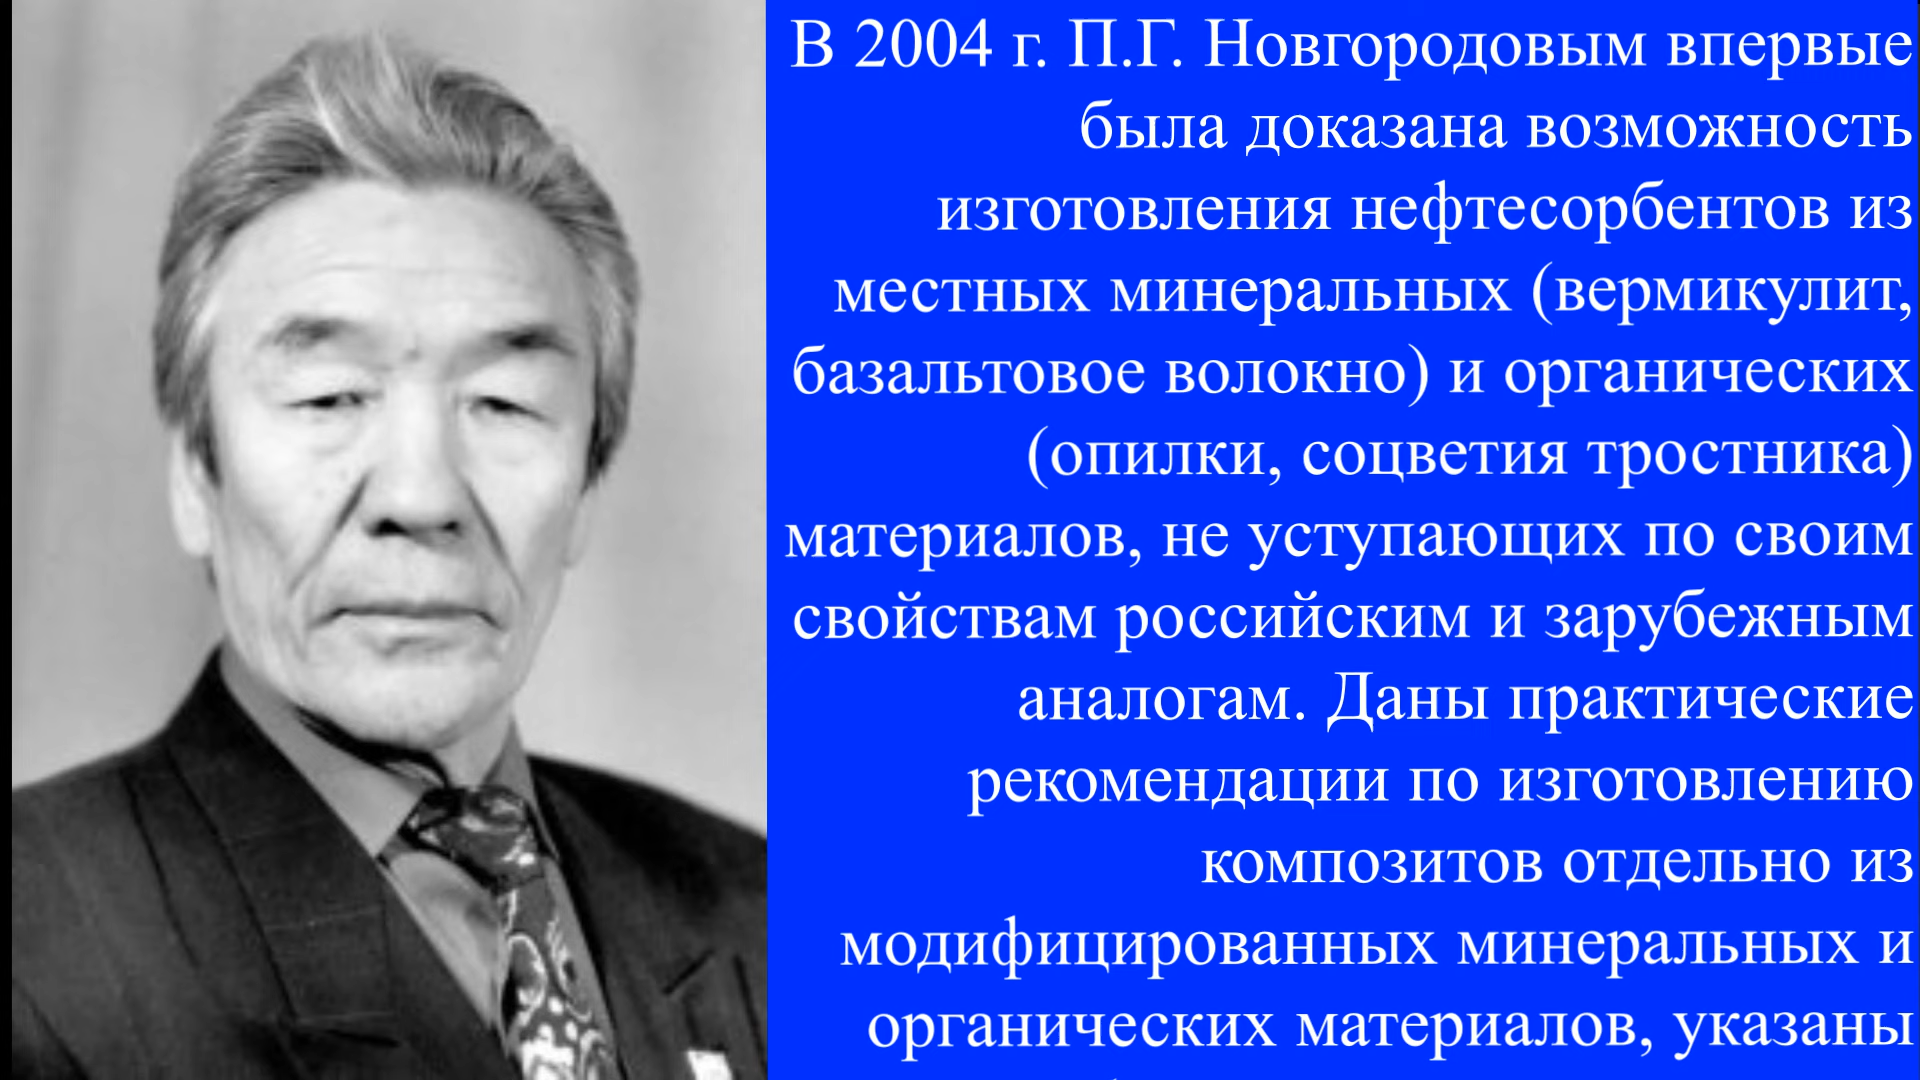 В 2004 г. П.Г. Новгородовым впервые
была доказана возможность
изготовления нефтесорбентов из
местных минеральных (вермикулит,
базальтовое волокно) и органических
(опилки, соцветия тростника)
материалов, не уступающих по своим
свойствам российским и зарубежным
аналогам. Даны практические
рекомендации по изготовлению
композитов отдельно из
модифицированных минеральных и
органических материалов, указаны